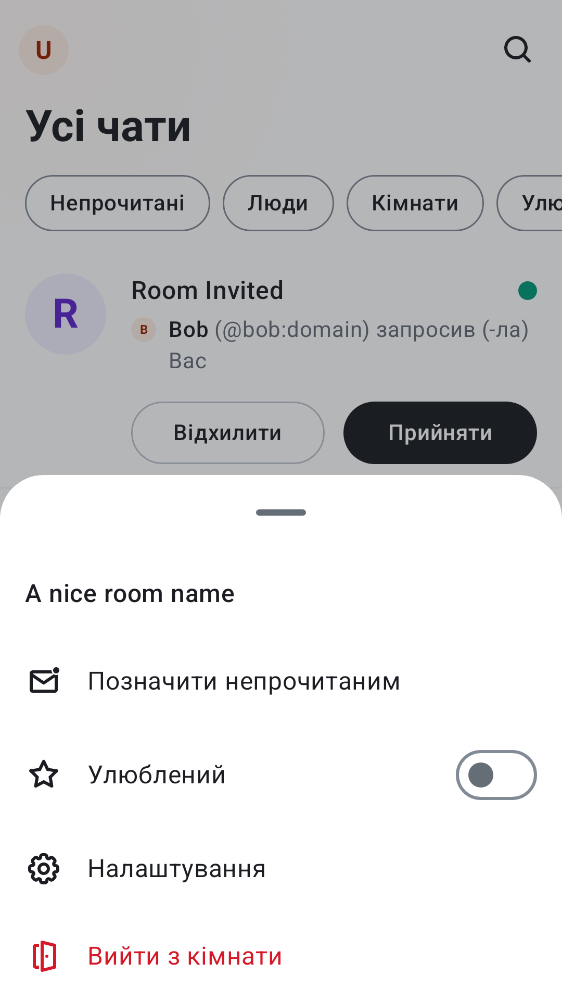 U
Усі чати
Непрочитані Люди Кімнати Улю
R
Room Invited
B Bob (@bob:domain) запросив (-ла)
Вас
Відхилити Прийняти
A nice room name
Позначити непрочитаним
Улюблений
Налаштування
Вийти з кімнати